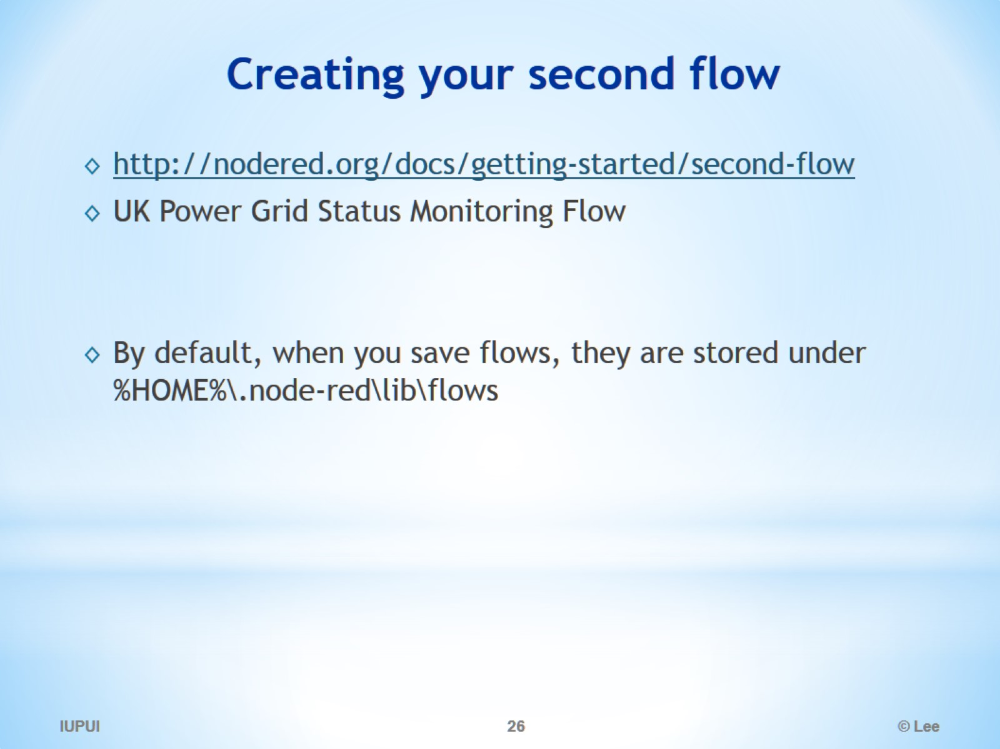 Creating your second flow
◇ http://nodered.org/docs/getting-started/second-flow
◇ UK Power Grid Status Monitoring Flow
◇ By default, when you save flows, they are stored under
%HOME%\.node-red\lib\flows
IUPUI 26 © Lee